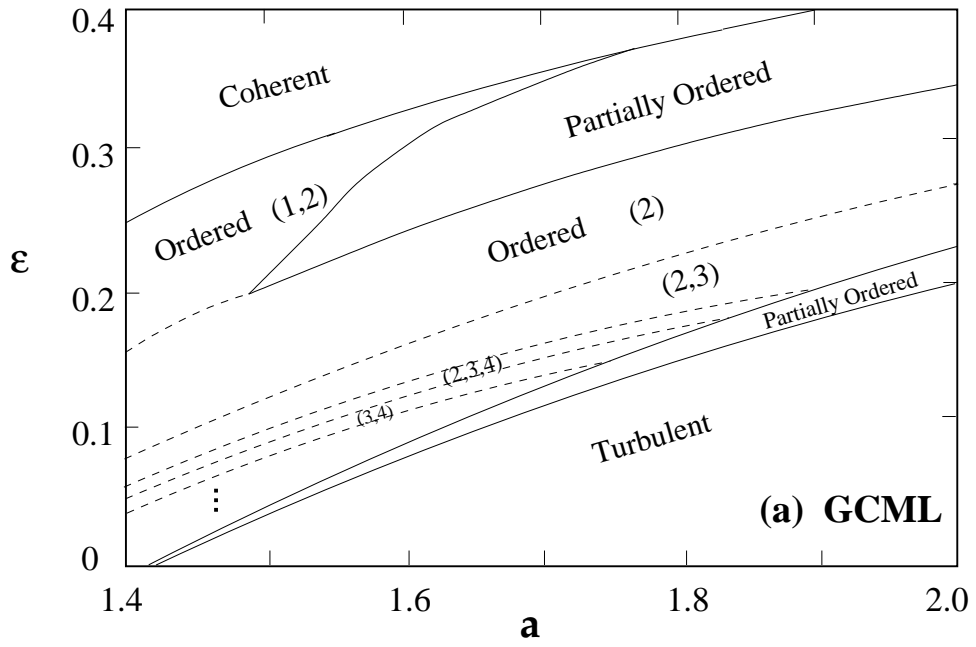 0.4
Coherent
Partially Ordered
0.3
Ordered (1,2)
Ordered (2)
ε
0.2
(2,3)
Partially Ordered
(2,3,4)
(3,4)
0.1
Turbulent
(a) GCML
0
1.4 1.6 1.8 2.0
a